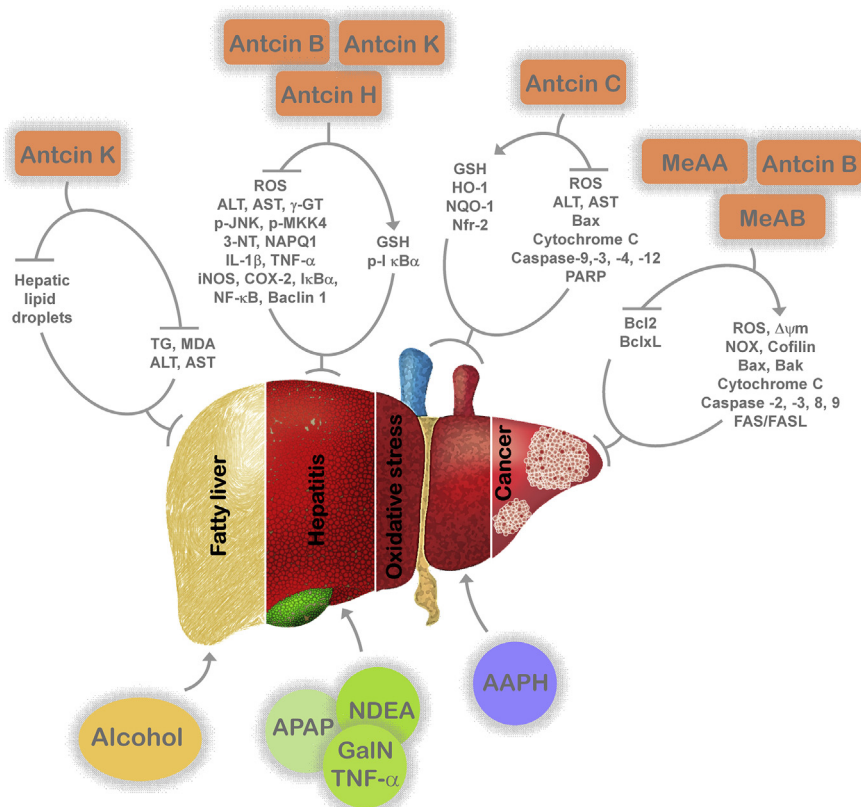 Antcin B
Antcin K
Antcin H
Antcin C
Antcin K
MeAA
Antcin B
MeAB
ROS
ALT, AST, γ-GT
p-JNK, p-MKK4
3-NT, NAPQ1
IL-1β, TNF-α
iNOS, COX-2, IκBα,
NF-κB, Baclin 1
GSH
p-I κBα
GSH
HO-1
NQO-1
Nfr-2
ROS
ALT, AST
Bax
Cytochrome C
Caspase-9,-3, -4, -12
PARP
Hepatic
lipid
droplets
TG, MDA
ALT, AST
Bcl2
BclxL
ROS, Δψm
NOX, Cofilin
Bax, Bak
Cytochrome C
Caspase -2, -3, 8, 9
FAS/FASL
Fatty liver
Hepatitis
Oxidative stress
Cancer
Alcohol
APAP
NDEA
GalN
TNF-α
AAPH